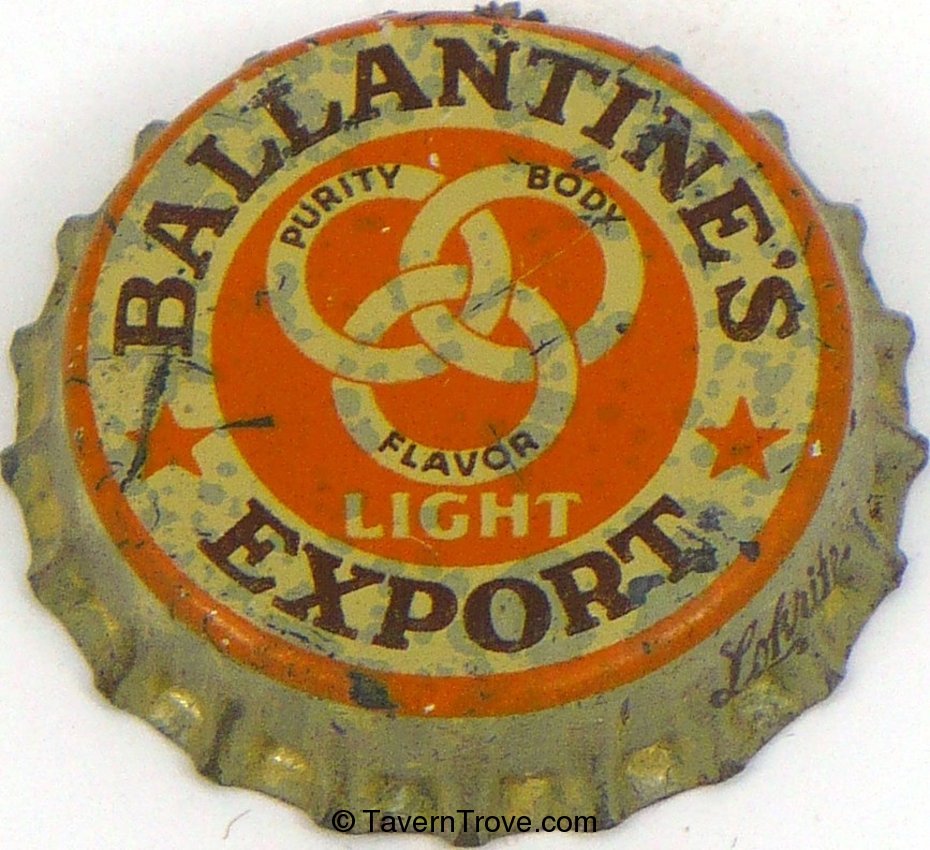 BALLANTINE'S
PURITY
BODY
FLAVOR
LIGHT
EXPORT
© TavernTrove.com